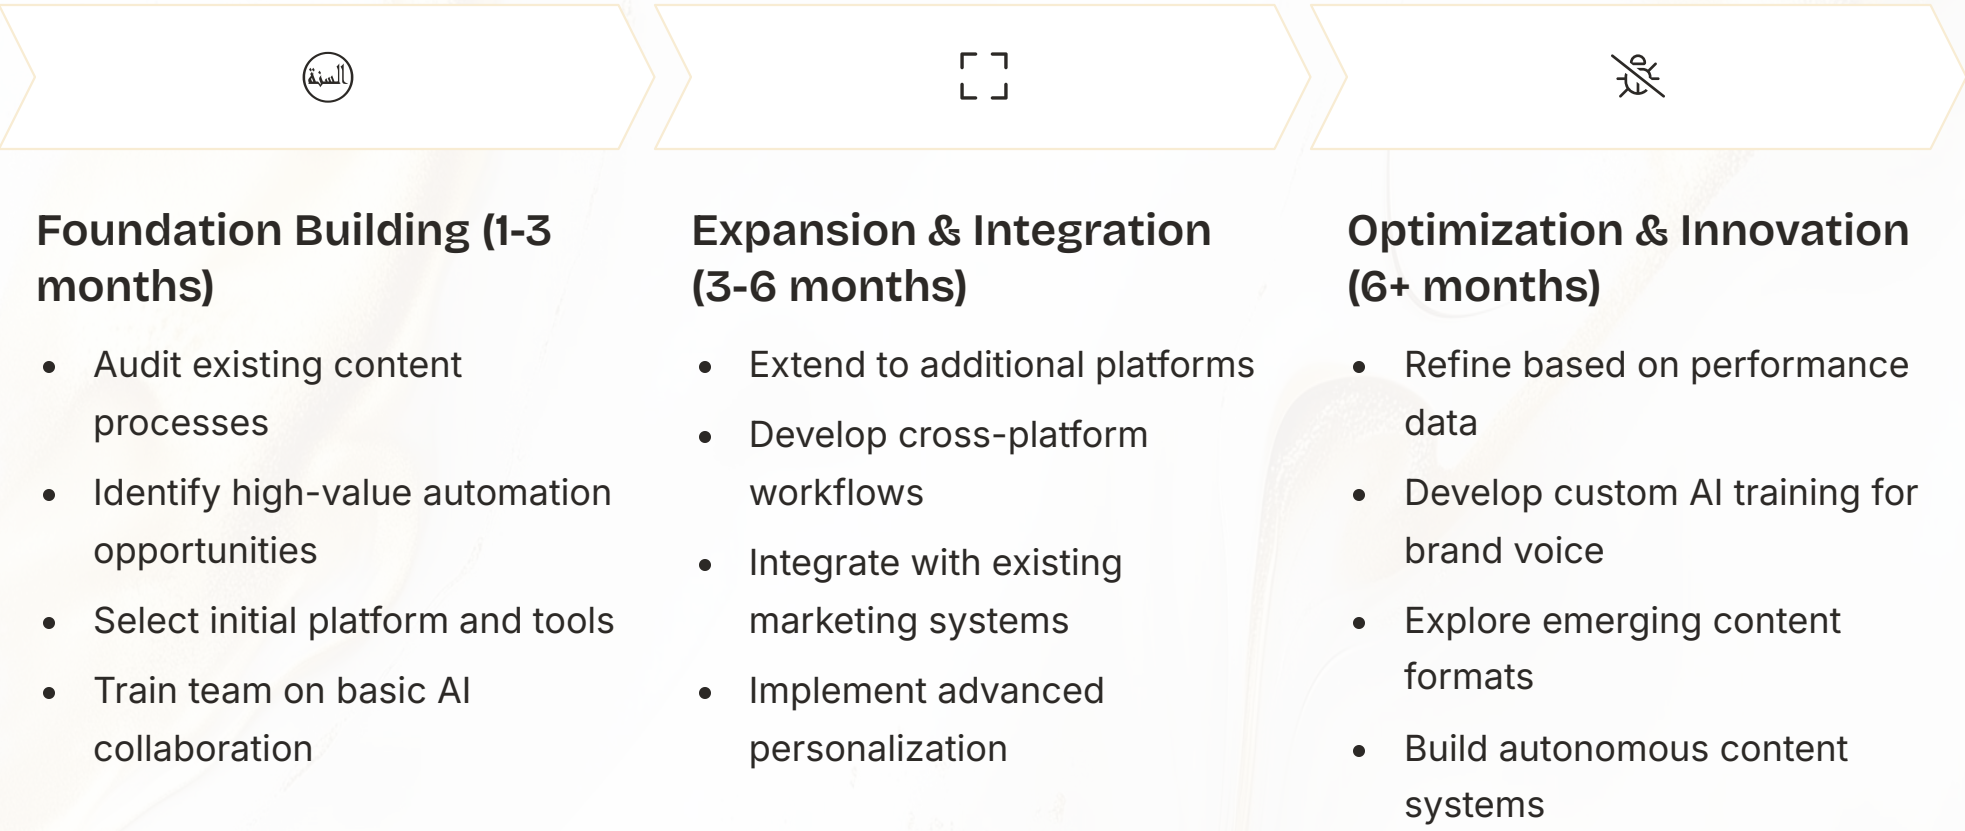 السنة
Foundation Building (1-3
months)
• Audit existing content
processes
• Identify high-value automation
opportunities
• Select initial platform and tools
• Train team on basic AI
collaboration
Expansion & Integration
(3-6 months)
• Extend to additional platforms
• Develop cross-platform
workflows
• Integrate with existing
marketing systems
• Implement advanced
personalization
Optimization & Innovation
(6+ months)
• Refine based on performance
data
• Develop custom AI training for
brand voice
• Explore emerging content
formats
• Build autonomous content
systems